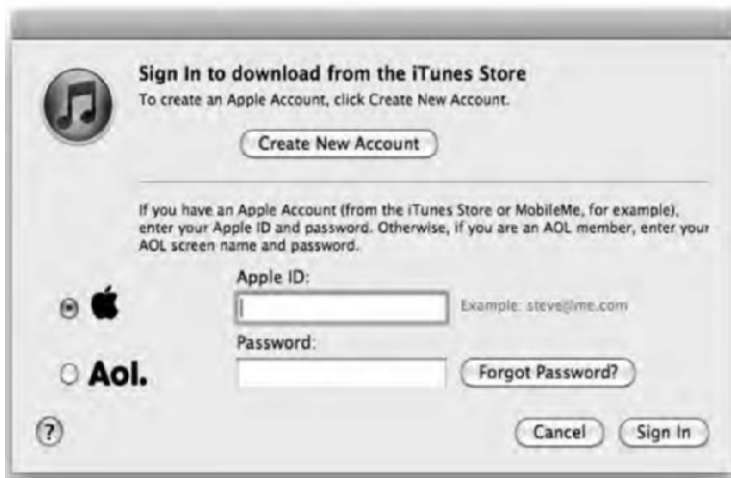 Sign In to download from the iTunes Store
To create an Apple Account, click Create New Account.
Create New Account
If you have an Apple Account (from the iTunes Store or MobileMe, for example),
enter your Apple ID and password. Otherwise, if you are an AOL member, enter your
AOL screen name and password.
Apple ID:
Example: steve@me.com
Password:
Aol.
Forgot Password?
?
Cancel
Sign In